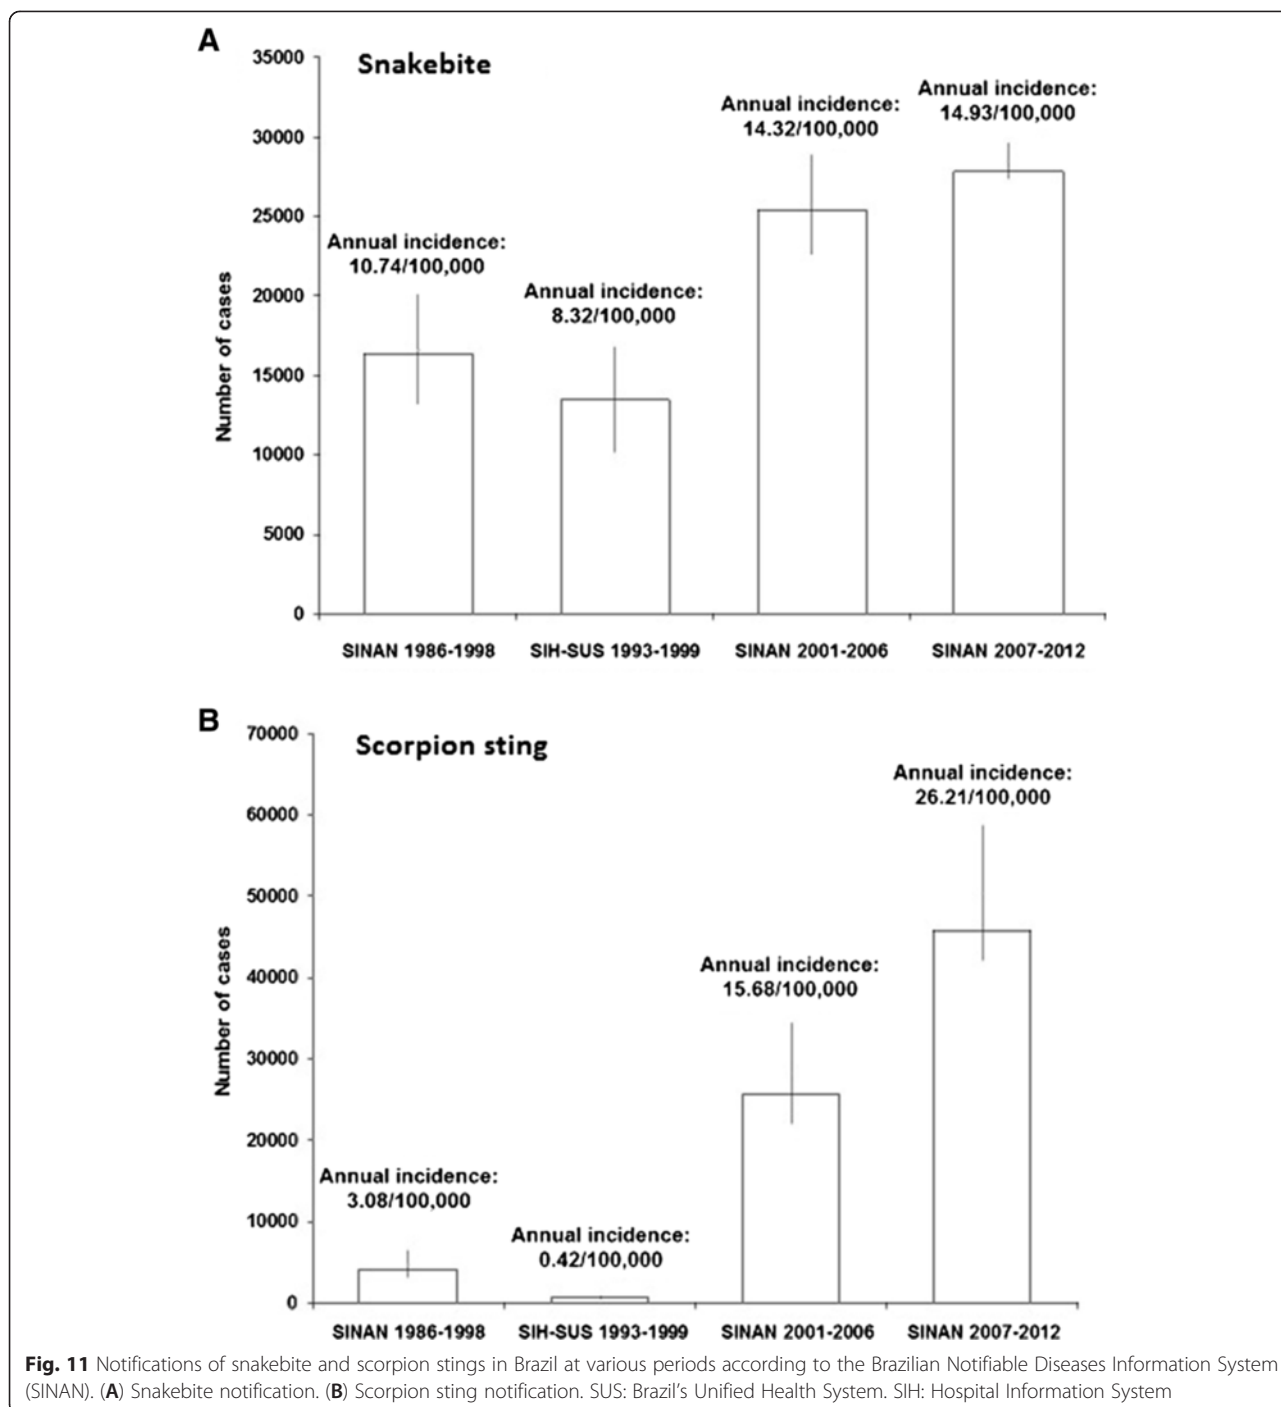 A
Snakebite
35000
30000
25000
20000
15000
10000
5000
0
Number of cases
Annual incidence:
10.74/100,000
Annual incidence:
8.32/100,000
Annual incidence:
14.32/100,000
Annual incidence:
14.93/100,000
SINAN 1986-1998
SIH-SUS 1993-1999
SINAN 2001-2006
SINAN 2007-2012
B
Scorpion sting
70000
60000
50000
40000
30000
20000
10000
0
Number of cases
Annual incidence:
3.08/100,000
Annual incidence:
0.42/100,000
Annual incidence:
15.68/100,000
Annual incidence:
26.21/100,000
SINAN 1986-1998
SIH-SUS 1993-1999
SINAN 2001-2006
SINAN 2007-2012
Fig. 11 Notifications of snakebite and scorpion stings in Brazil at various periods according to the Brazilian Notifiable Diseases Information System
(SINAN). (A) Snakebite notification. (B) Scorpion sting notification. SUS: Brazil's Unified Health System. SIH: Hospital Information System